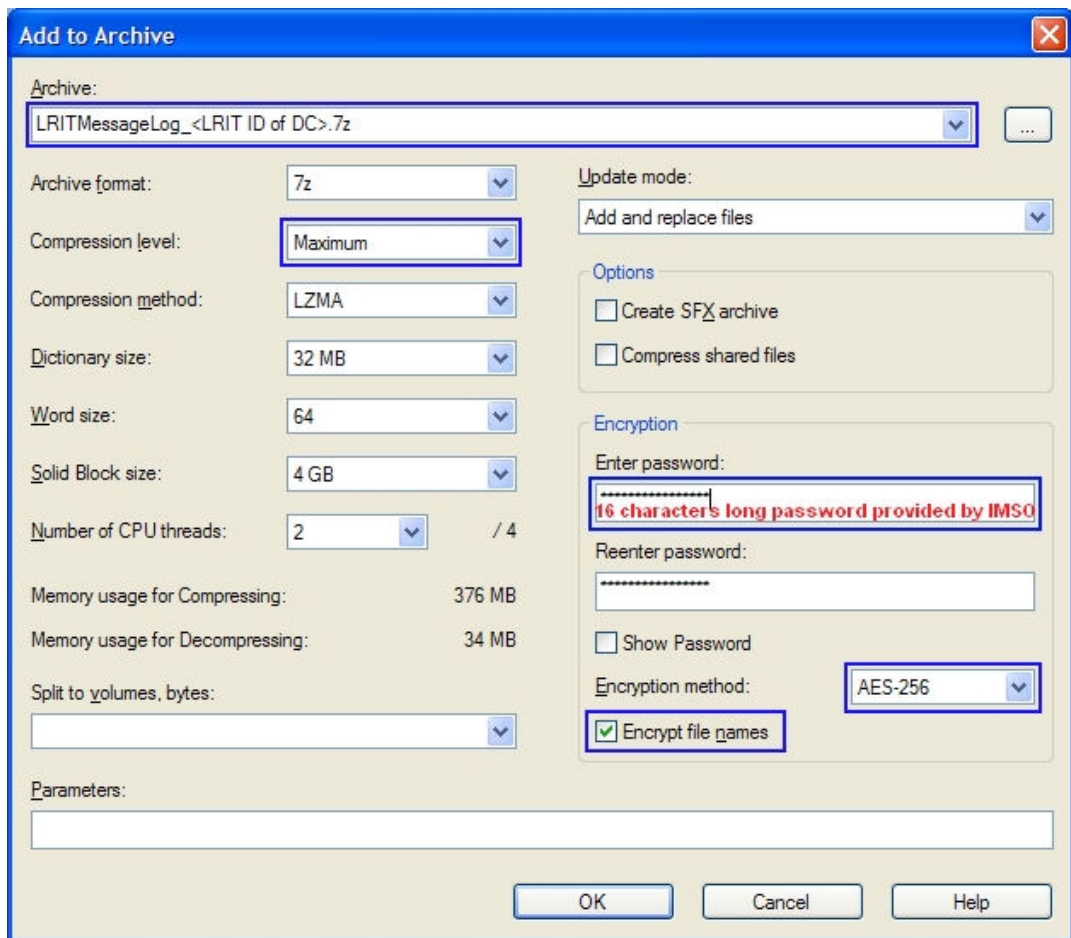 Add to Archive
Archive:
LRITMessageLog_<LRIT ID of DC>.7z
...
Archive format:
7z
Compression level:
Maximum
Compression method:
LZMA
Dictionary size:
32 MB
Word size:
64
Solid Block size:
4 GB
Number of CPU threads:
2
/ 4
Memory usage for Compressing:
376 MB
Memory usage for Decompressing:
34 MB
Split to volumes, bytes:
Update mode:
Add and replace files
Options
Create SFX archive
Compress shared files
Encryption
Enter password:
****************
16 characters long password provided by IMSO
Reenter password:
****************
Show Password
Encryption method:
AES-256
Encrypt file names
Parameters:
OK
Cancel
Help